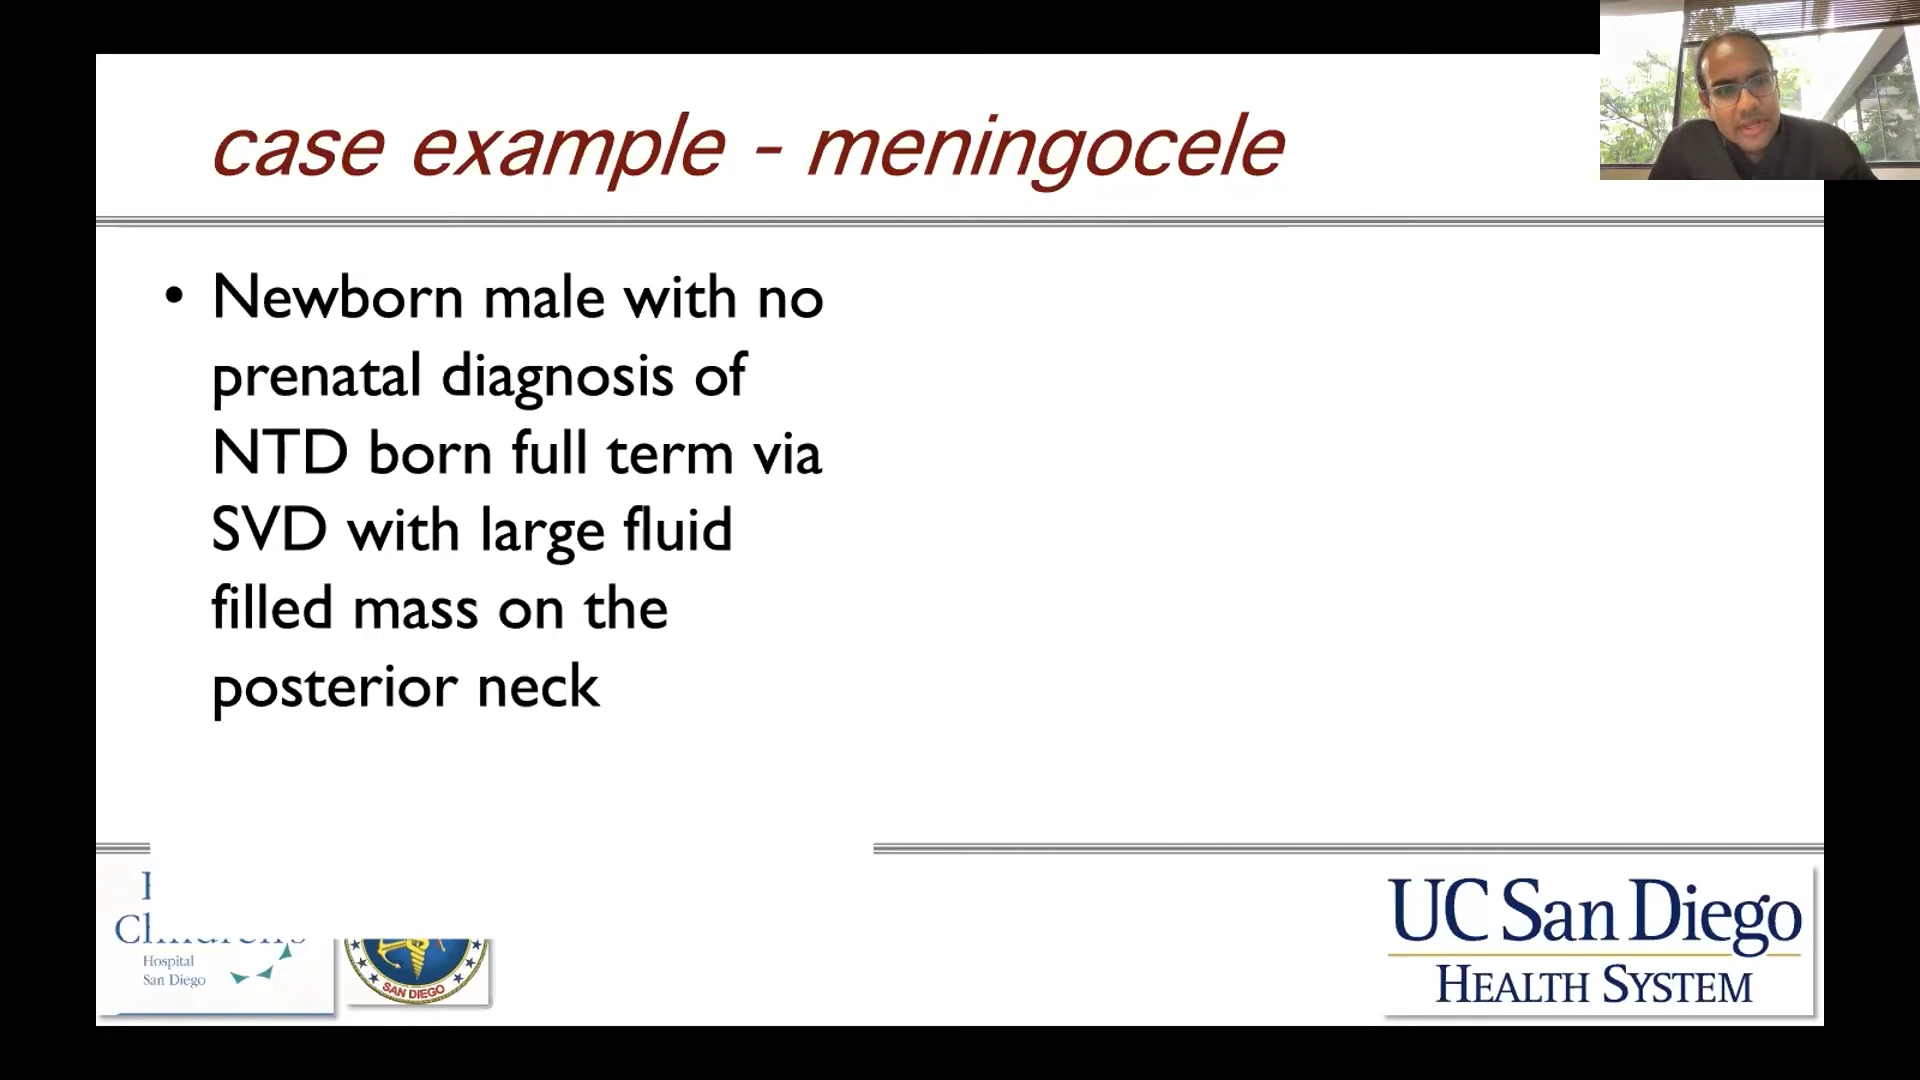 case example - meningocele
• Newborn male with no
prenatal diagnosis of
NTD born full term via
SVD with large fluid
filled mass on the
posterior neck
Hospital
San Diego
SAN DIEGO
UC San Diego
HEALTH SYSTEM